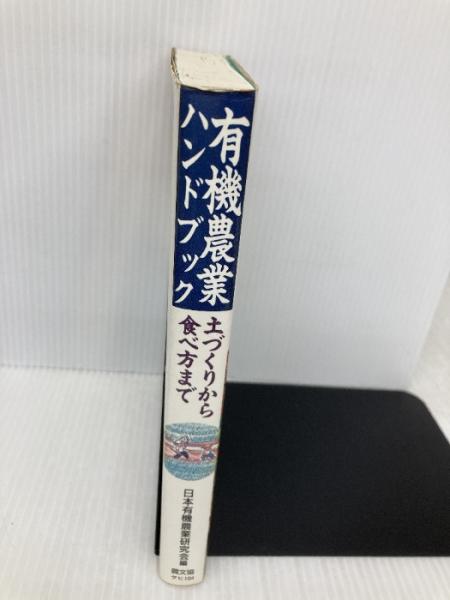 有機農業
ハンドブック
土づくりから
食べ方まで
日本有機農業研究会編
農文協